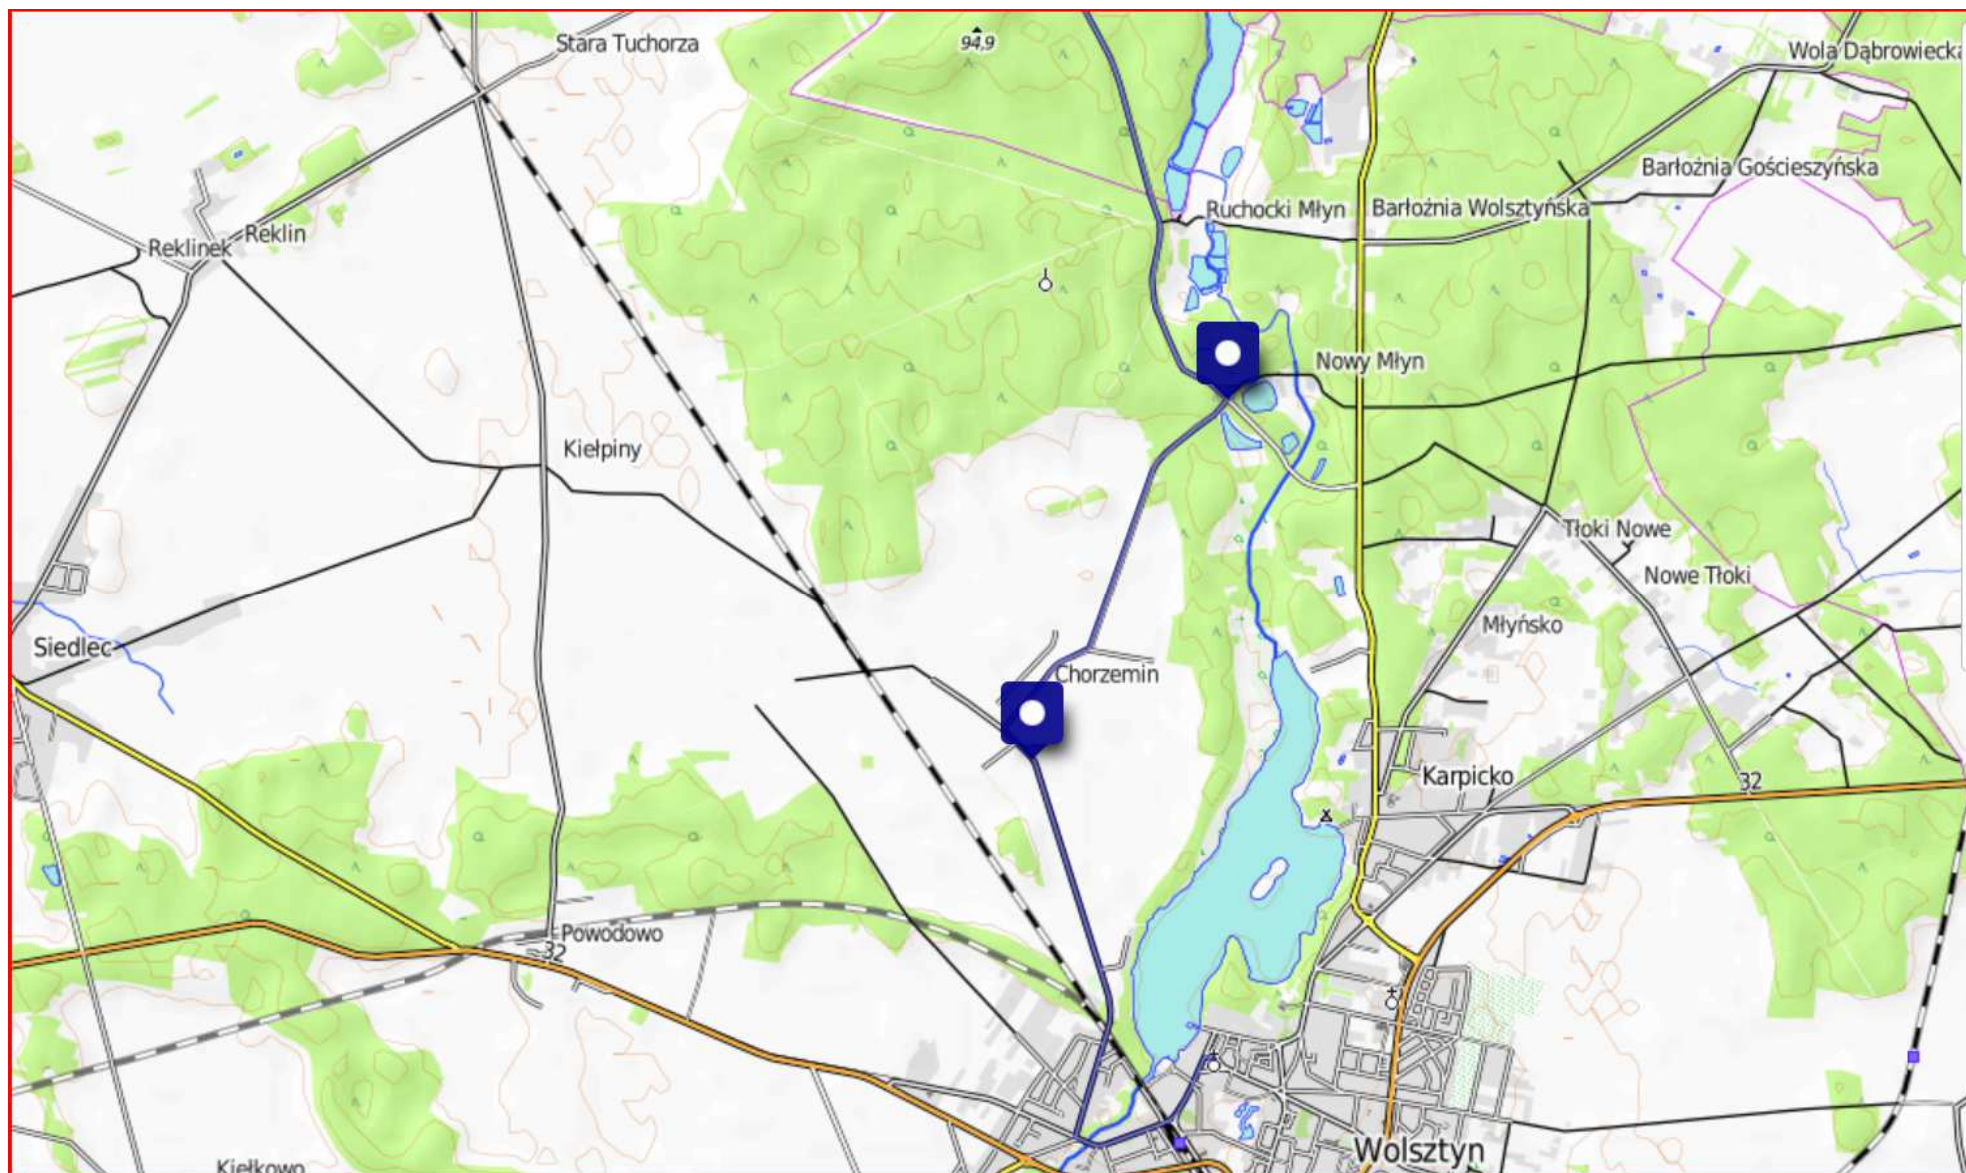 Stara Tuchorza
94,9
Wola Dąbrowiecka
Barłożnia Gościeszyńska
Ruchocki Młyn
Barłożnia Wolsztyńska
Reklinek
Reklin
Nowy Młyn
Kiełpiny
Tłoki Nowe
Nowe Tłoki
Młyńsko
Siedlec
Chorzemin
Karpicko
32
Powodowo
32
Wolsztyn
Kiełkowo